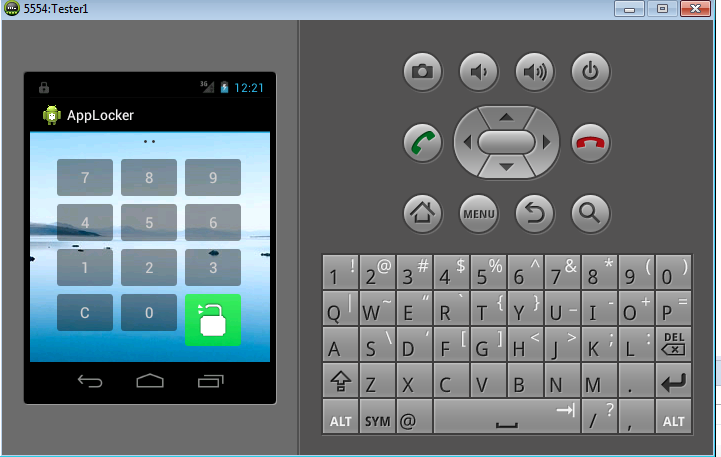 5554:Tester1
3G 12:21
AppLocker
7 8 9
4 5 6
1 2 3
C 0
MENU
1 ! 2 @ 3 # 4 $ 5 % 6 ^ 7 & 8 * 9 ( 0 )
Q | W ~ E “ R ` T { Y } U _ I - O + P =
A S \ D ‘ F [ G ] H < J > K ; L : DEL
Z X C V B N M .
ALT SYM @ / ? , ALT